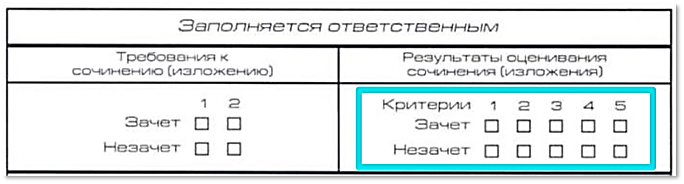 Заполняется ответственным
Требования к
сочинению (изложению)
Результаты оценивания
сочинения (изложения)
1 2
Зачет
Незачет
Критерии 1 2 3 4 5
Зачет
Незачет